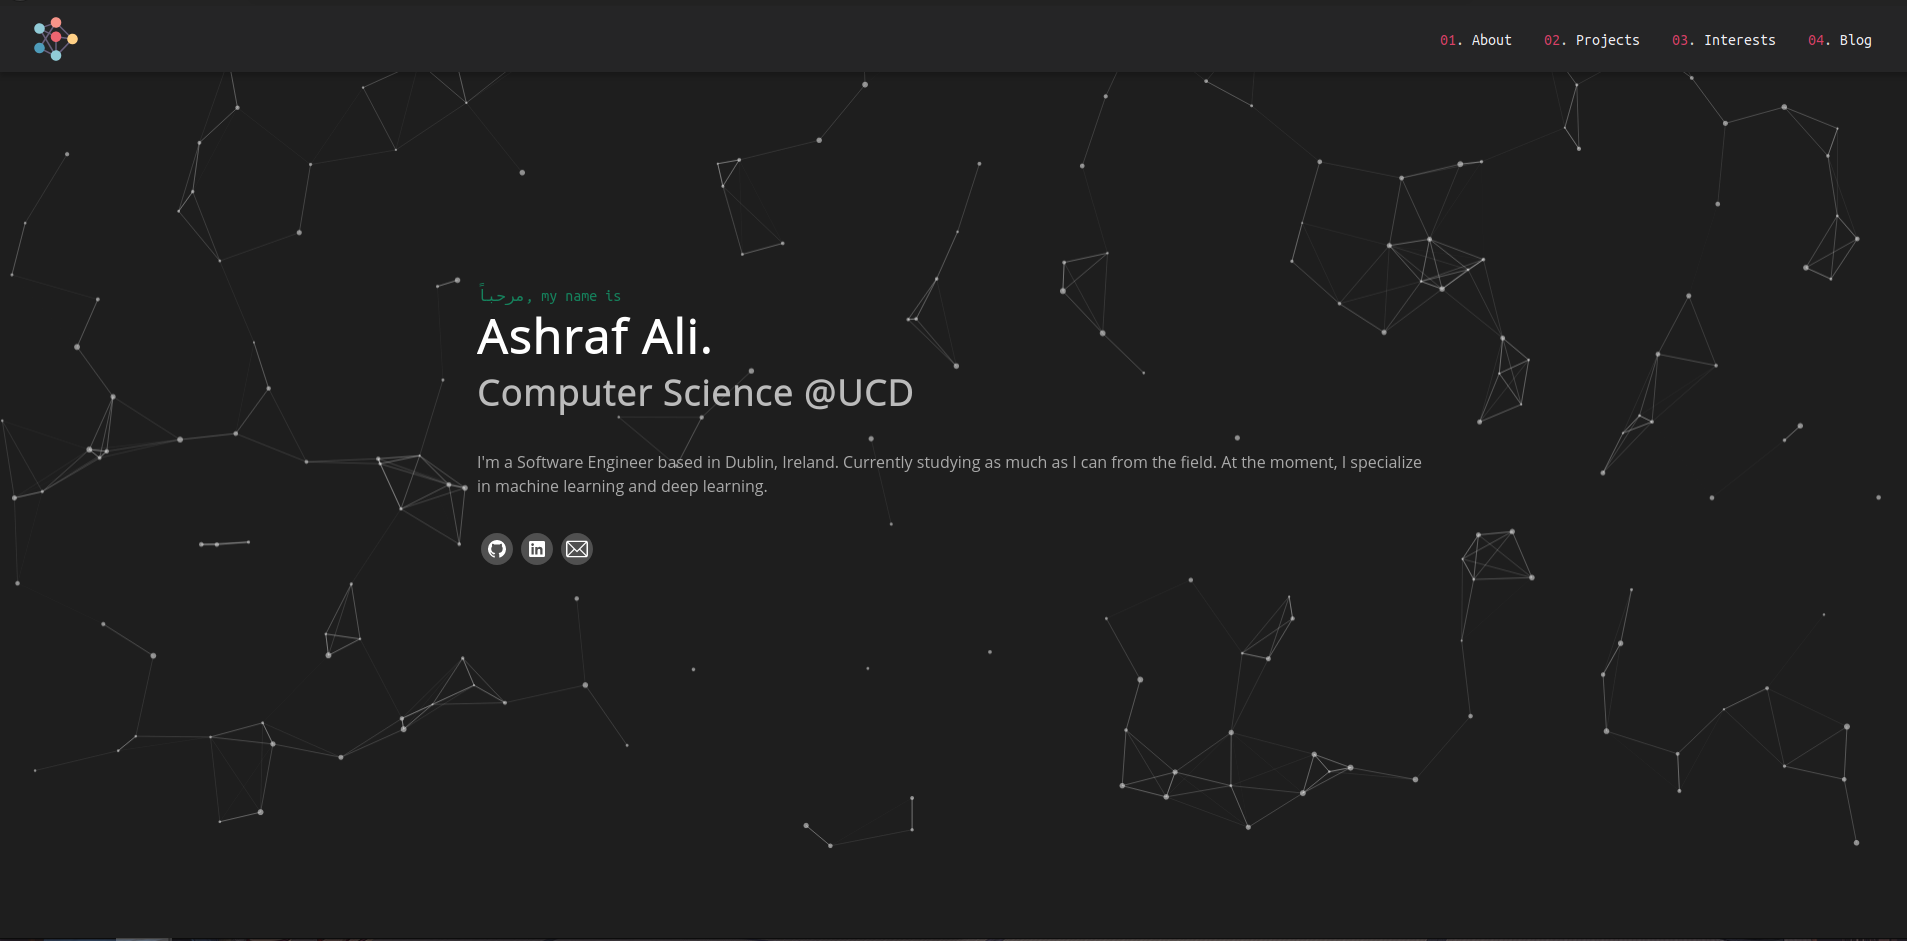 01. About
02. Projects
03. Interests
04. Blog
مرحباً, my name is
Ashraf Ali.
Computer Science @UCD
I'm a Software Engineer based in Dublin, Ireland. Currently studying as much as I can from the field. At the moment, I specialize
in machine learning and deep learning.
in